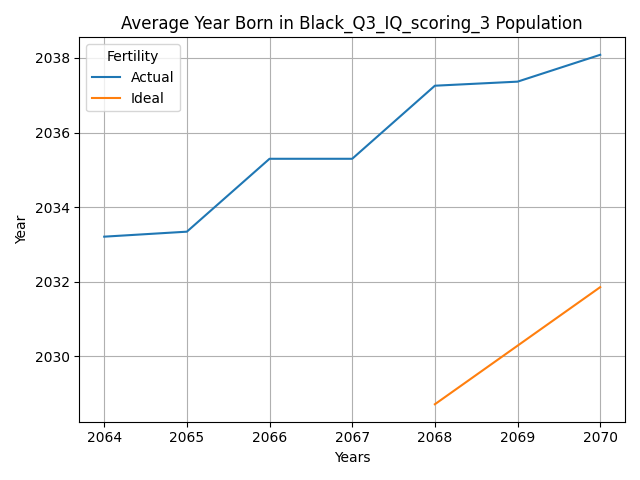 Average Year Born in Black_Q3_IQ_scoring_3 Population
Fertility
Actual
Ideal
2038
2036
2034
2032
2030
Year
2064 2065 2066 2067 2068 2069 2070
Years